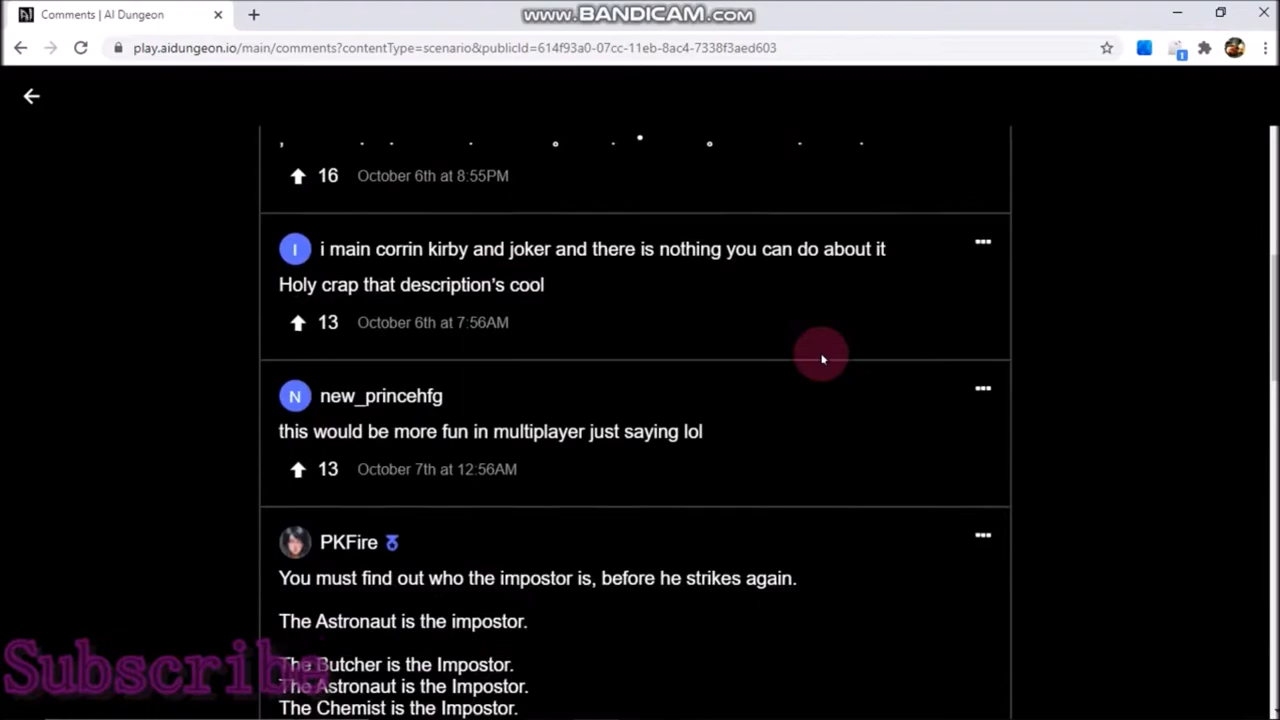 Comments | AI Dungeon
www.BANDICAM.com
play.aidungeon.io/main/comments?contentType=scenario&publicId=614f93a0-07cc-11eb-8ac4-7338f3aed603
1
16 October 6th at 8:55PM
I i main corrin kirby and joker and there is nothing you can do about it
Holy crap that description's cool
13 October 6th at 7:56AM
N new_princehfg
this would be more fun in multiplayer just saying lol
13 October 7th at 12:56AM
PKFire
You must find out who the impostor is, before he strikes again.
The Astronaut is the impostor.
Subscribe
The Butcher is the Impostor.
The Astronaut is the Impostor.
The Chemist is the Impostor.